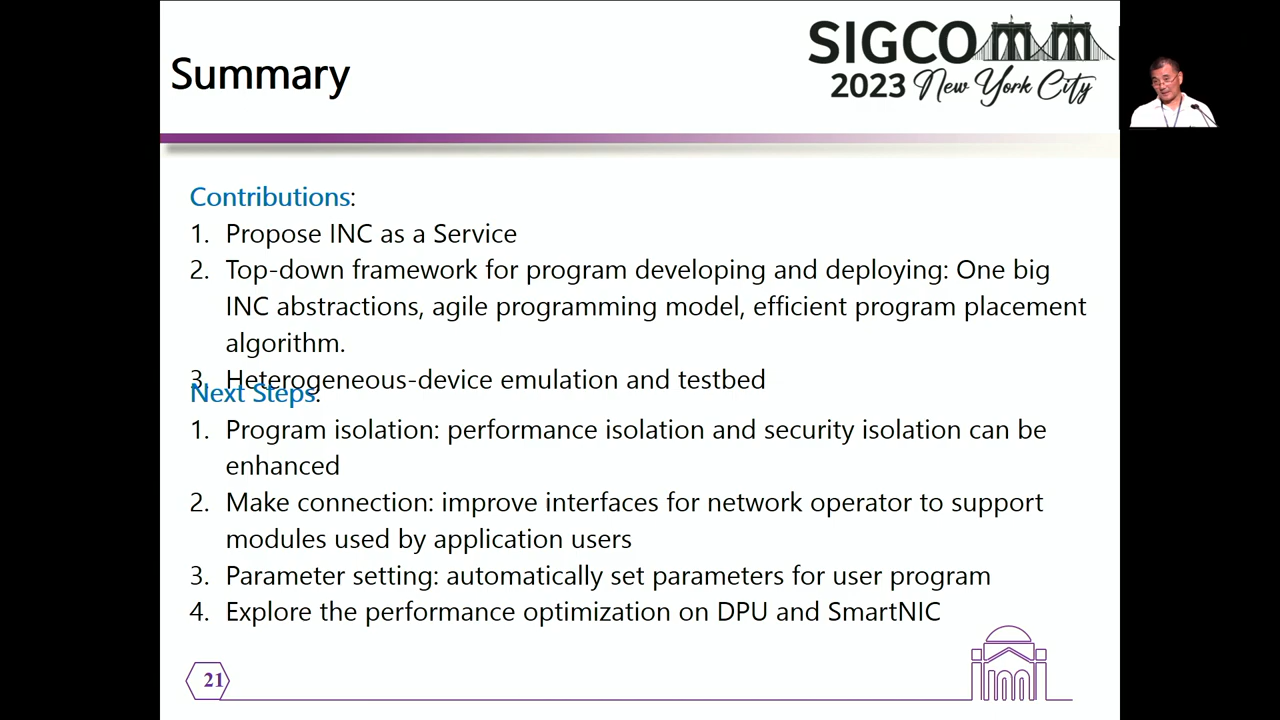 Summary
SIGCOMM
2023 New York City
Contributions:
1. Propose INC as a Service
2. Top-down framework for program developing and deploying: One big
INC abstractions, agile programming model, efficient program placement
algorithm.
3. Heterogeneous-device emulation and testbed
Next Steps:
1. Program isolation: performance isolation and security isolation can be
enhanced
2. Make connection: improve interfaces for network operator to support
modules used by application users
3. Parameter setting: automatically set parameters for user program
4. Explore the performance optimization on DPU and SmartNIC
21